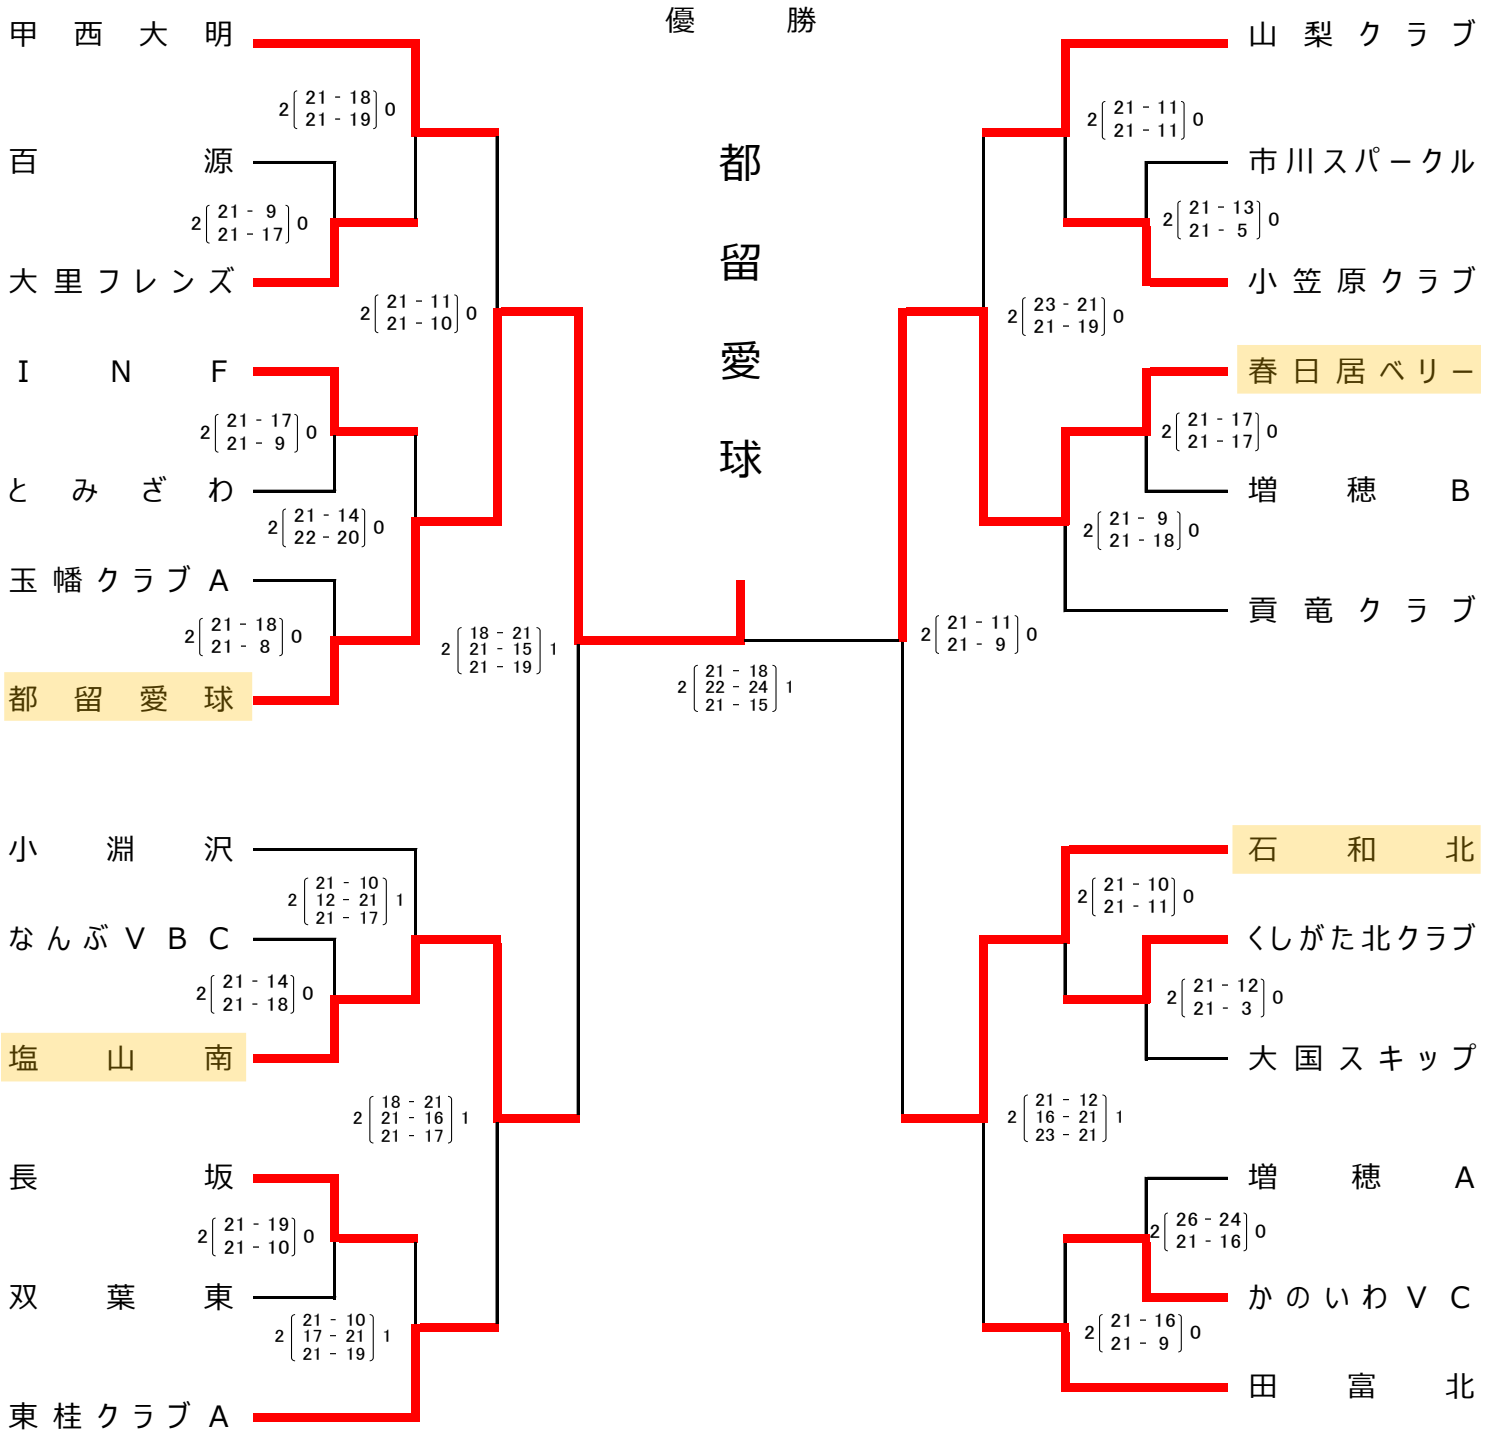 優勝
都留愛球
甲西大明
2 21 - 18 0
21 - 19
百源
2 21 - 9 0
21 - 17
大里フレンズ
2 21 - 11 0
21 - 10
INF
2 21 - 17 0
21 - 9
とみざわ
2 21 - 14 0
22 - 20
玉幡クラブA
2 21 - 18 0
21 - 8
都留愛球
18 - 21
2 21 - 15 1
21 - 19
小淵沢
21 - 10
2 12 - 21 1
21 - 17
なんぶVBC
2 21 - 14 0
21 - 18
塩山南
18 - 21
2 21 - 16 1
21 - 17
長坂
2 21 - 19 0
21 - 10
双葉東
21 - 10
2 17 - 21 1
21 - 19
東桂クラブA
21 - 18
2 22 - 24 1
21 - 15
山梨クラブ
2 21 - 11 0
21 - 11
市川スパークル
2 21 - 13 0
21 - 5
小笠原クラブ
2 23 - 21 0
21 - 19
春日居ベリー
2 21 - 17 0
21 - 17
増穂B
2 21 - 9 0
21 - 18
貢竜クラブ
2 21 - 11 0
21 - 9
石和北
2 21 - 10 0
21 - 11
くしがた北クラブ
2 21 - 12 0
21 - 3
大国スキップ
21 - 12
2 16 - 21 1
23 - 21
増穂A
2 26 - 24 0
21 - 16
かのいわVC
2 21 - 16 0
21 - 9
田富北